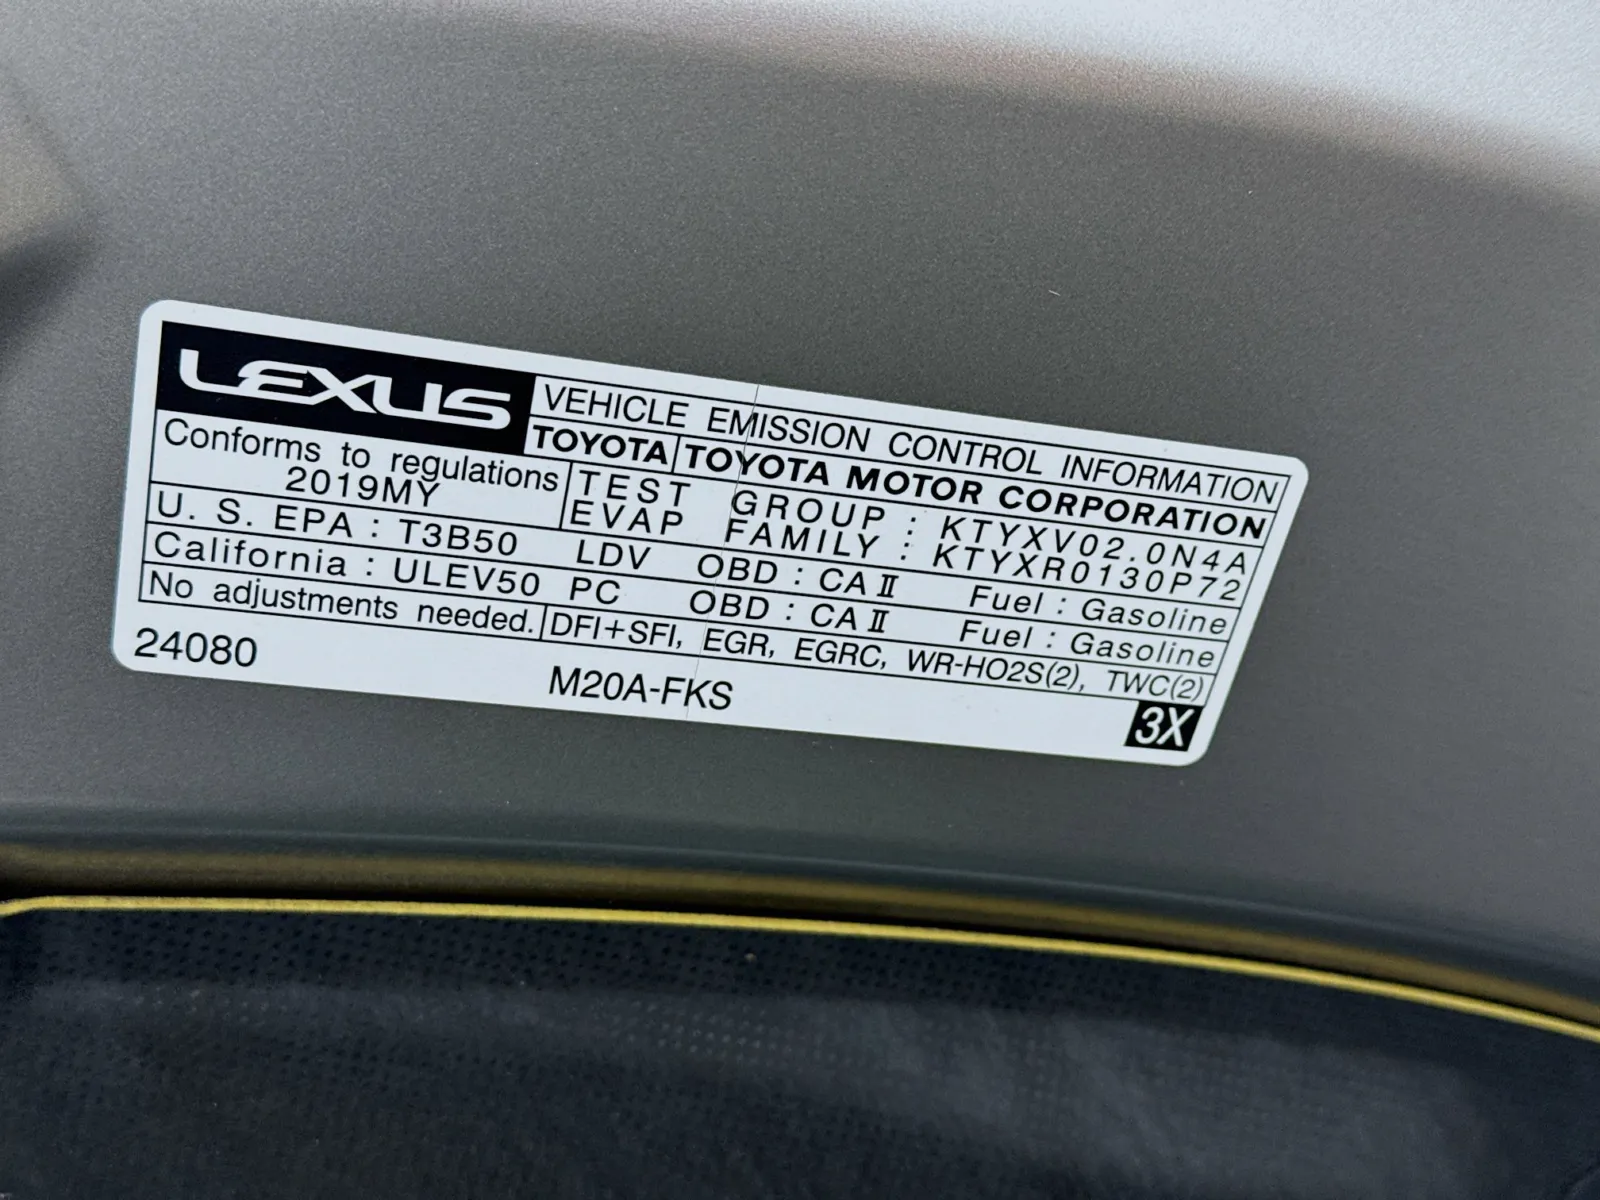 LEXUS VEHICLE EMISSION CONTROL INFORMATION
TOYOTA TOYOTA MOTOR CORPORATION
Conforms to regulations TEST GROUP : KTYXV02.0N4A
2019MY EVAP FAMILY : KTYXR0130P72
U. S. EPA : T3B50 LDV OBD : CA II Fuel : Gasoline
California : ULEV50 PC OBD : CA II Fuel : Gasoline
No adjustments needed. DFI+SFI, EGR, EGRC, WR-HO2S(2), TWC(2)
24080 M20A-FKS 3X